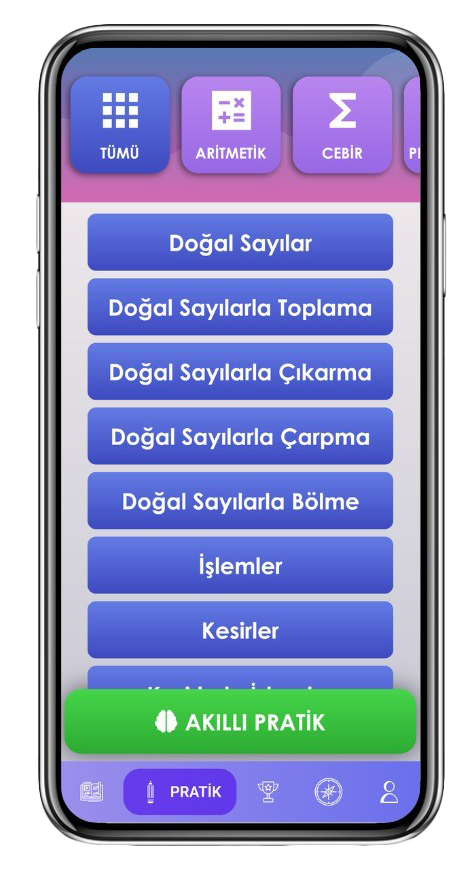 TÜMÜ
ARİTMETİK
CEBİR
Doğal Sayılar
Doğal Sayılarla Toplama
Doğal Sayılarla Çıkarma
Doğal Sayılarla Çarpma
Doğal Sayılarla Bölme
İşlemler
Kesirler
AKILLI PRATİK
PRATİK